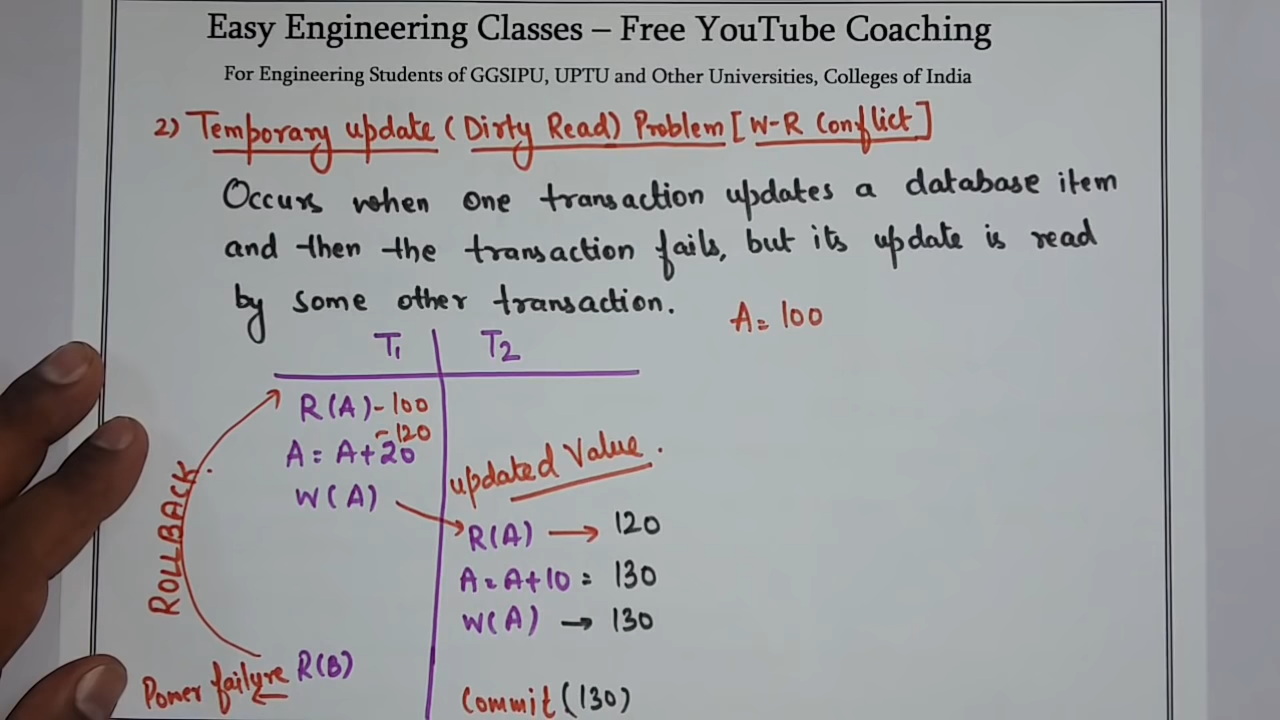 Easy Engineering Classes – Free YouTube Coaching
For Engineering Students of GGSIPU, UPTU and Other Universities, Colleges of India
2) Temporary update (Dirty Read) Problem [W-R Conflict]
Occurs when one transaction updates a database item
and then the transaction fails, but its update is read
by some other transaction.
A = 100
T1 T2
R(A) - 100
- 120
A = A+20
W(A)
updated Value.
R(A) → 120
A = A+10 = 130
W(A) → 130
ROLLBACK
Power failure R(B)
Commit (130)